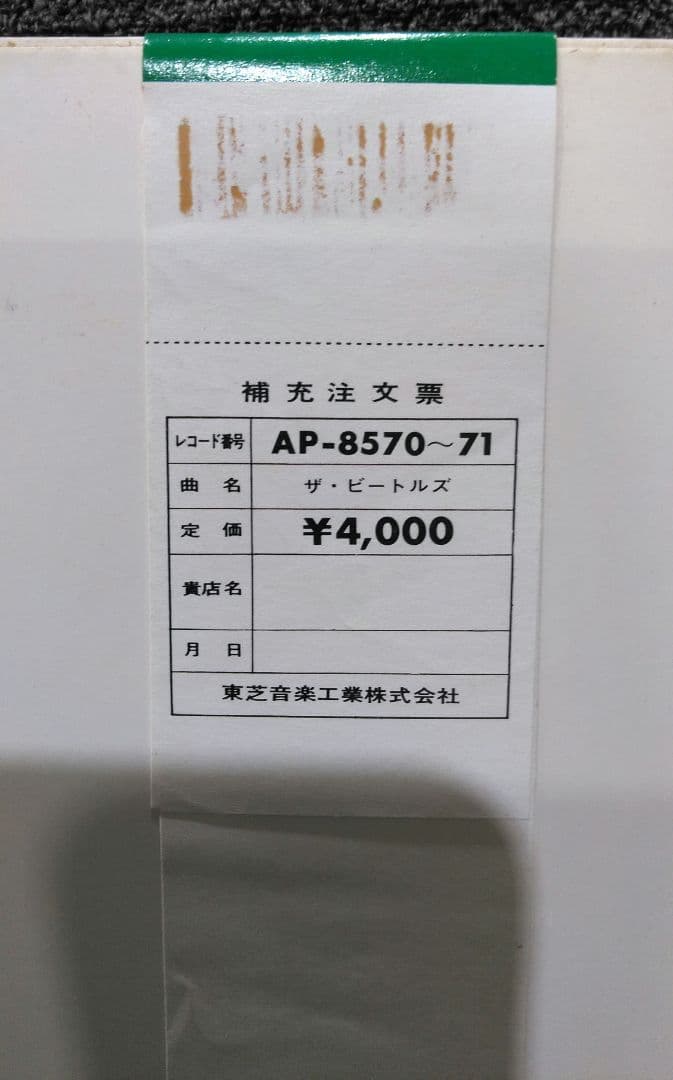 補充注文票
レコード番号 AP-8570～71
曲名 ザ・ビートルズ
定価 ¥4,000
貴店名
月日
東芝音楽工業株式会社